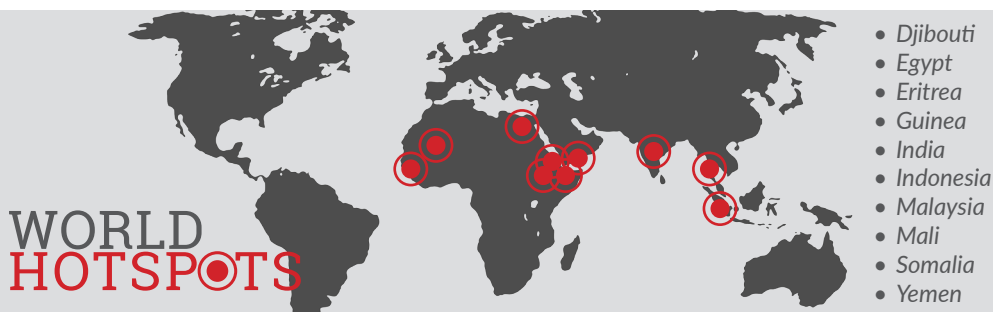 WORLD
HOTSPOTS
• Djibouti
• Egypt
• Eritrea
• Guinea
• India
• Indonesia
• Malaysia
• Mali
• Somalia
• Yemen